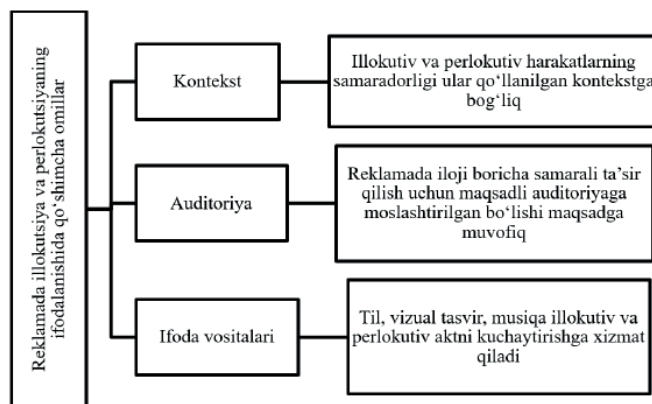 Reklamada illokutsiya va perlokutsiyaning
ifodalanishida qo‘shimcha omillar
Kontekst
Illokutiv va perlokutiv harakatlarning
samaradorligi ular qo‘llanilgan kontekstga
bog‘liq
Auditoriya
Reklamada iloji boricha samarali ta’sir
qilish uchun maqsadli auditoriyaga
moslashtirilgan bo‘lishi maqsadga
muvofiq
Ifoda vositalari
Til, vizual tasvir, musiqa illokutiv va
perlokutiv aktni kuchaytirishga xizmat
qiladi